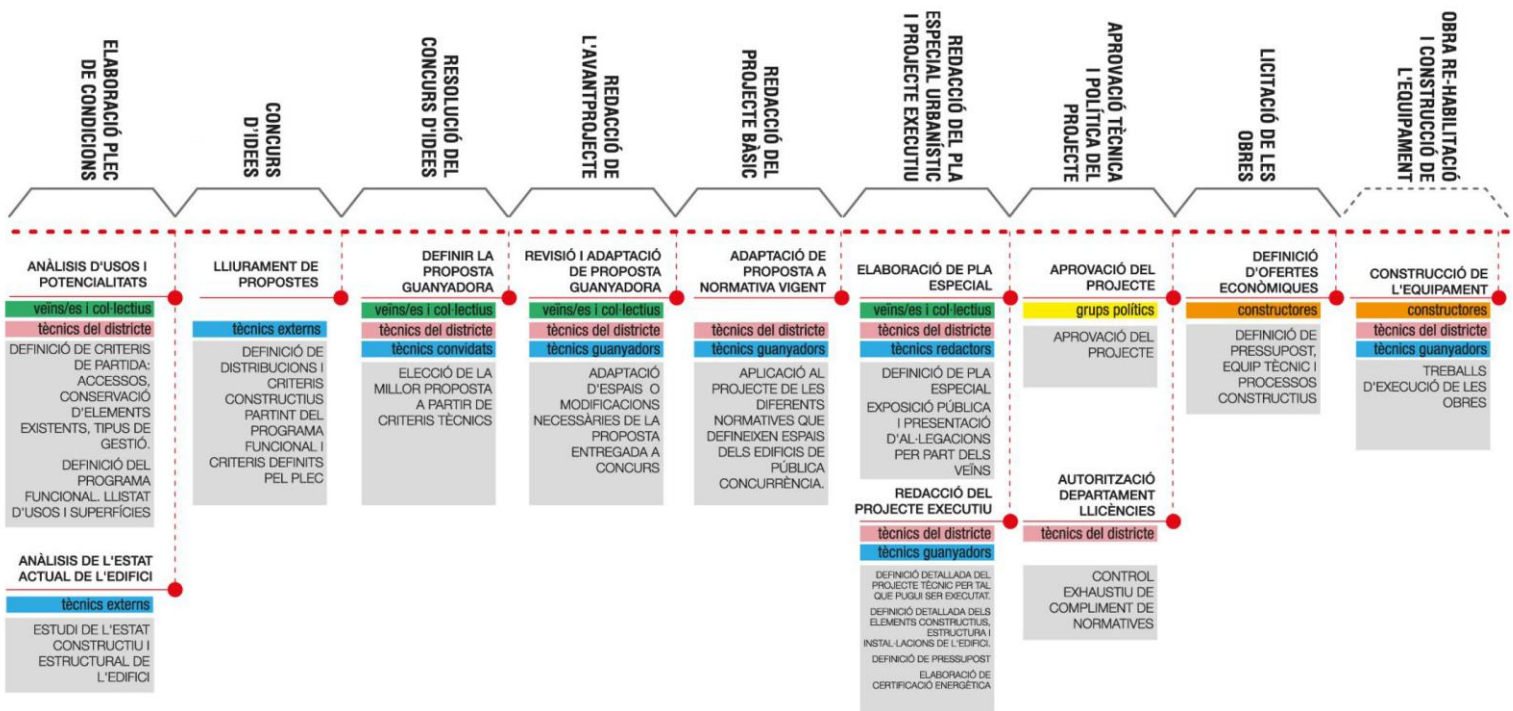 ELABORACIÓ PLEC
DE CONDICIONS
CONCURS
D'IDEES
RESOLUCIÓ DEL
CONCURS D'IDEES
REDACCIÓ DE
L'AVANTPROJECTE
REDACCIÓ DEL
PROJECTE BÀSIC
REDACCIÓ DEL PLA
ESPECIAL URBANÍSTIC
I PROJECTE EXECUTIU
APROVACIÓ TÈCNICA
I POLÍTICA DEL
PROJECTE
LICITACIÓ DE LES
OBRES
OBRA RE-HABILITACIÓ
I CONSTRUCCIÓ DE
L'EQUIPAMENT
ANÀLISIS D'USOS I
POTENCIALITATS
veïns/es i col·lectius
tècnics del districte
DEFINICIÓ DE CRITERIS
DE PARTIDA:
ACCESSOS,
CONSERVACIÓ
D'ELEMENTS
EXISTENTS, TIPUS DE
GESTIÓ.
DEFINICIÓ DEL
PROGRAMA
FUNCIONAL. LLISTAT
D'USOS I SUPERFÍCIES
ANÀLISIS DE L'ESTAT
ACTUAL DE L'EDIFICI
tècnics externs
ESTUDI DE L'ESTAT
CONSTRUCTIU I
ESTRUCTURAL DE
L'EDIFICI
LLIURAMENT DE
PROPOSTES
tècnics externs
DEFINICIÓ DE
DISTRIBUCIONS I
CRITERIS
CONSTRUCTIUS
PARTINT DEL
PROGRAMA
FUNCIONAL I
CRITERIS DEFINITS
PEL PLEC
DEFINIR LA
PROPOSTA
GUANYADORA
veïns/es i col·lectius
tècnics del districte
tècnics convidats
ELECCIÓ DE LA
MILLOR PROPOSTA
A PARTIR DE
CRITERIS TÈCNICS
REVISIÓ I ADAPTACIÓ
DE PROPOSTA
GUANYADORA
veïns/es i col·lectius
tècnics del districte
tècnics guanyadors
ADAPTACIÓ
D'ESPAIS O
MODIFICACIONS
NECESSÀRIES DE LA
PROPOSTA
ENTREGADA A
CONCURS
ADAPTACIÓ DE
PROPOSTA A
NORMATIVA VIGENT
tècnics del districte
tècnics guanyadors
APLICACIÓ AL
PROJECTE DE LES
DIFERENTS
NORMATIVES QUE
DEFINEIXEN ESPAIS
DELS EDIFICIS DE
PÚBLICA
CONCURRÈNCIA.
ELABORACIÓ DE PLA
ESPECIAL
veïns/es i col·lectius
tècnics del districte
tècnics redactors
DEFINICIÓ DE PLA
ESPECIAL
EXPOSICIÓ PÚBLICA
I PRESENTACIÓ
D'AL·LEGACIONS
PER PART DELS
VEÏNS
REDACCIÓ DEL
PROJECTE EXECUTIU
tècnics del districte
tècnics guanyadors
DEFINICIÓ DETALLADA DEL
PROJECTE TÈCNIC PER TAL
QUE PUGUI SER EXECUTAT.
DEFINICIÓ DETALLADA DELS
ELEMENTS CONSTRUCTIUS,
ESTRUCTURA I
INSTAL·LACIONS DE L'EDIFICI.
DEFINICIÓ DE PRESSUPOST
ELABORACIÓ DE
CERTIFICACIÓ ENERGÈTICA
APROVACIÓ DEL
PROJECTE
grups polítics
APROVACIÓ DEL
PROJECTE
AUTORITZACIÓ
DEPARTAMENT
LLICÈNCIES
tècnics del districte
CONTROL
EXHAUSTIU DE
COMPLIMENT DE
NORMATIVES
DEFINICIÓ
D'OFERTES
ECONÒMIQUES
constructores
DEFINICIÓ DE
PRESSUPOST,
EQUIP TÈCNIC I
PROCESSOS
CONSTRUCTIUS
CONSTRUCCIÓ DE
L'EQUIPAMENT
constructores
tècnics del districte
tècnics guanyadors
TREBALLS
D'EXECUCIÓ DE LES
OBRES